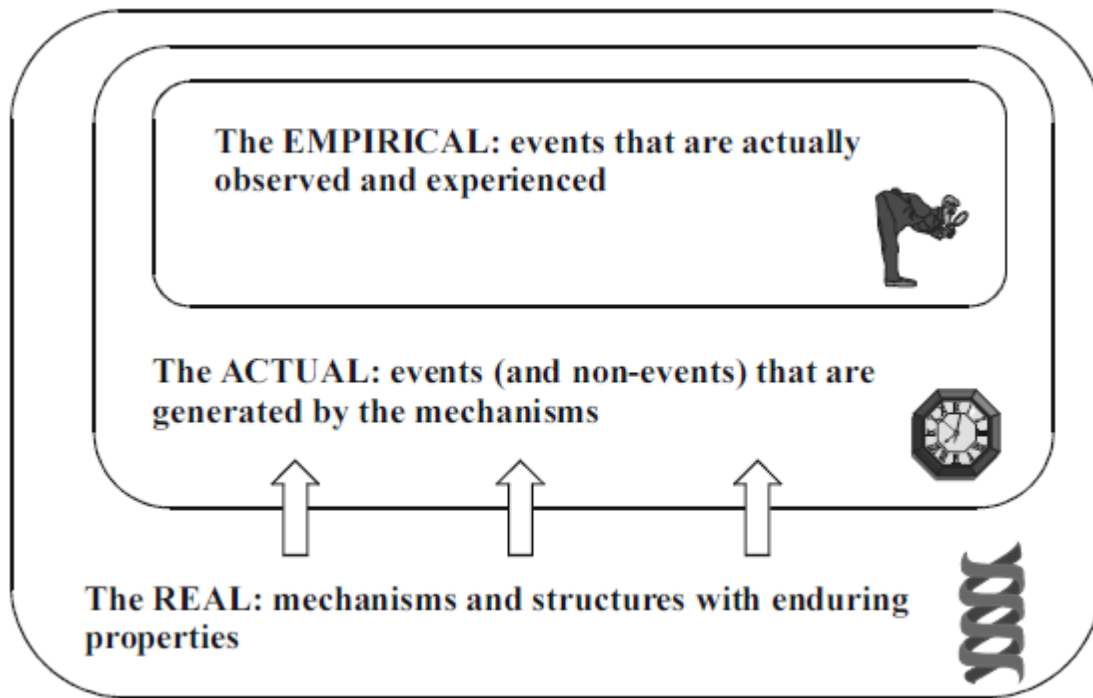 The EMPIRICAL: events that are actually
observed and experienced
The ACTUAL: events (and non-events) that are
generated by the mechanisms
The REAL: mechanisms and structures with enduring
properties